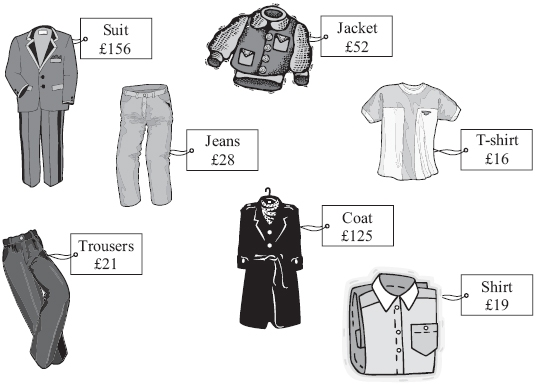 Suit
£156
Jacket
£52
Jeans
£28
T-shirt
£16
Coat
£125
Trousers
£21
Shirt
£19